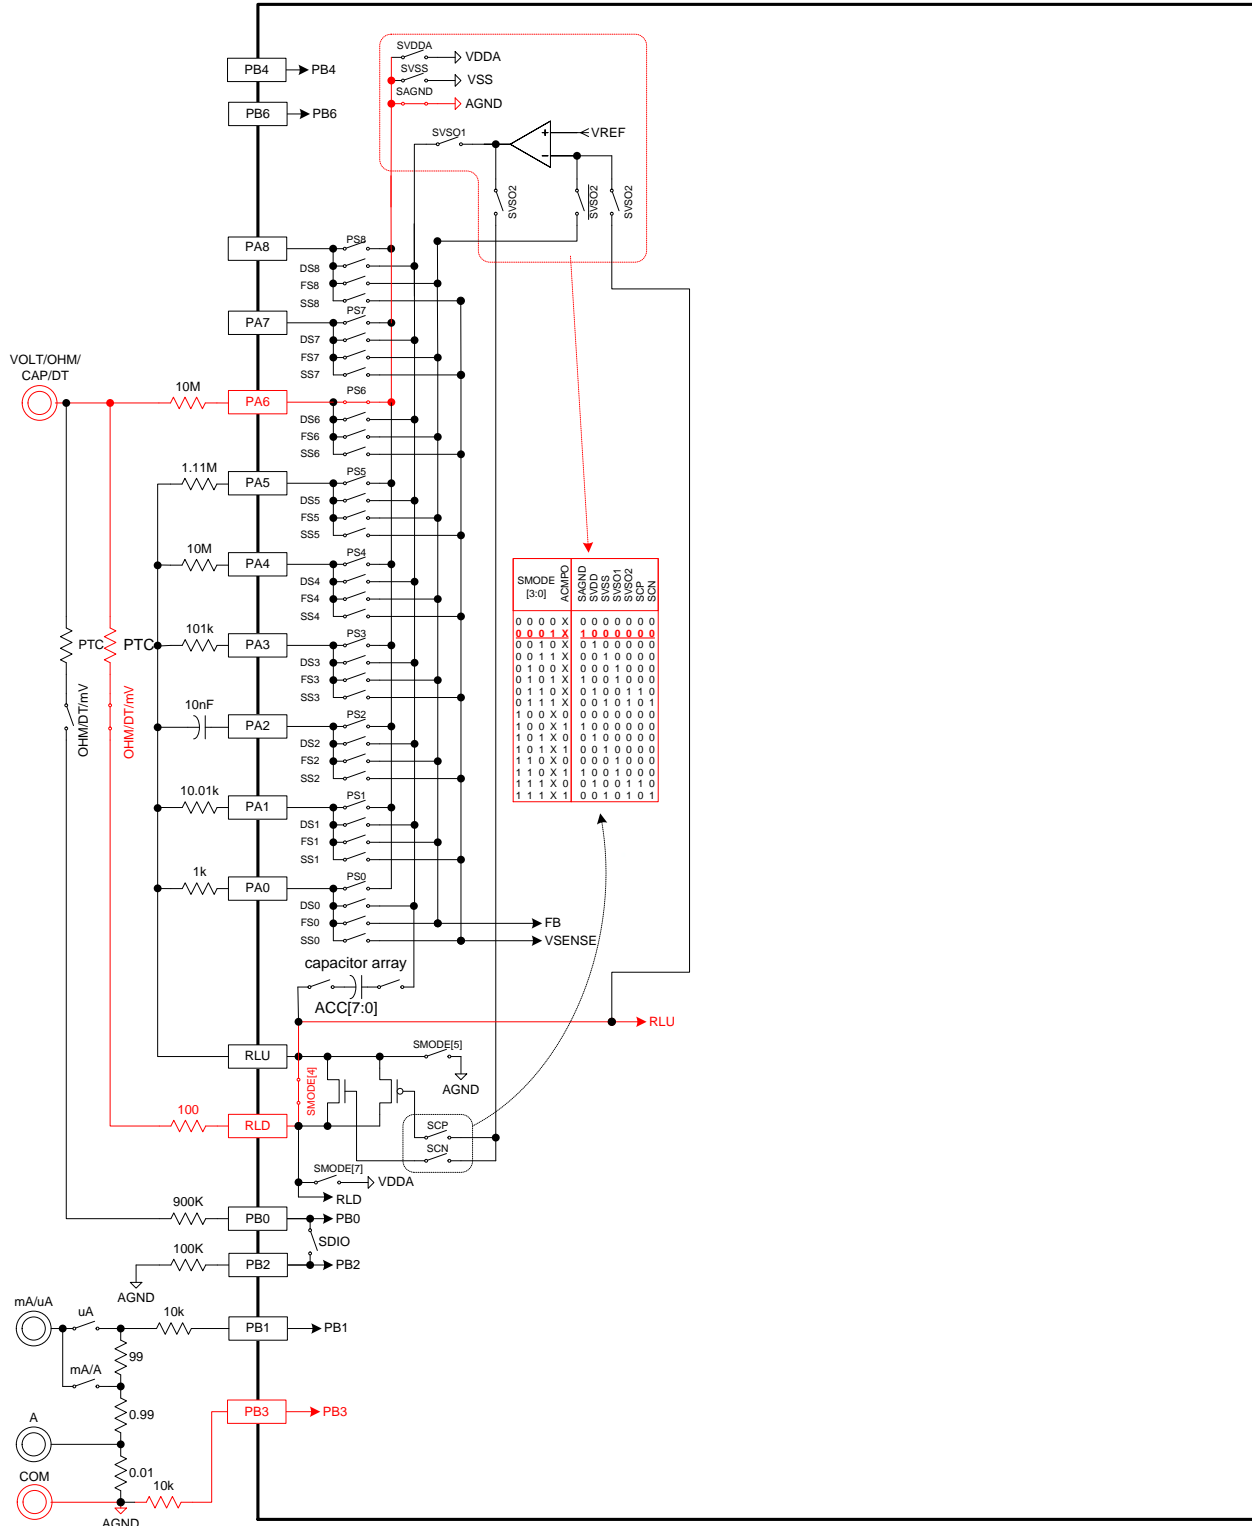 SVDDA
VDDA
SVSS
VSS
SAGND
AGND
PB4
PB4
PB6
PB6
SVSO1
+
VREF
−
SVSO2
SVSO2
SVSO2
PA8
PS8
DS8
FS8
SS8
PA7
PS7
DS7
FS7
SS7
VOLT/OHM/
CAP/DT
10M
PA6
PS6
DS6
FS6
SS6
1.11M
PA5
PS5
DS5
FS5
SS5
10M
PA4
PS4
DS4
FS4
SS4
101k
PA3
PS3
DS3
FS3
SS3
PTC
PTC
OHM/DT/mV
OHM/DT/mV
10nF
PA2
PS2
DS2
FS2
SS2
10.01k
PA1
PS1
DS1
FS1
SS1
1k
PA0
PS0
DS0
FS0
SS0
FB
VSENSE
SMODE
[3:0]
ACMPO
SAGND
SVDD
SVSS
SVSO1
SVSO2
SCP
SCN
0 0 0 0 X 0 0 0 0 0 0 0
0 0 0 1 X 1 0 0 0 0 0 0
0 0 1 0 X 0 1 0 0 0 0 0
0 0 1 1 X 0 0 1 0 0 0 0
0 1 0 0 X 0 0 0 1 0 0 0
0 1 0 1 X 1 0 0 1 0 0 0
0 1 1 0 X 0 1 0 0 1 1 0
0 1 1 1 X 0 0 1 0 1 0 1
1 0 0 X 0 0 0 0 0 0 0 0
1 0 0 X 1 1 0 0 0 0 0 0
1 0 1 X 0 0 1 0 0 0 0 0
1 0 1 X 1 0 0 1 0 0 0 0
1 1 0 X 0 0 0 0 1 0 0 0
1 1 0 X 1 1 0 0 1 0 0 0
1 1 1 X 0 0 1 0 0 1 1 0
1 1 1 X 1 0 0 1 0 1 0 1
capacitor array
ACC[7:0]
RLU
RLU
SMODE[5]
AGND
SMODE[4]
100
RLD
SCP
SCN
SMODE[7]
VDDA
RLD
900K
PB0
PB0
SDIO
100K
PB2
PB2
AGND
mA/uA
uA
10k
PB1
PB1
99
mA/A
0.99
PB3
PB3
A
0.01
COM
10k
AGND